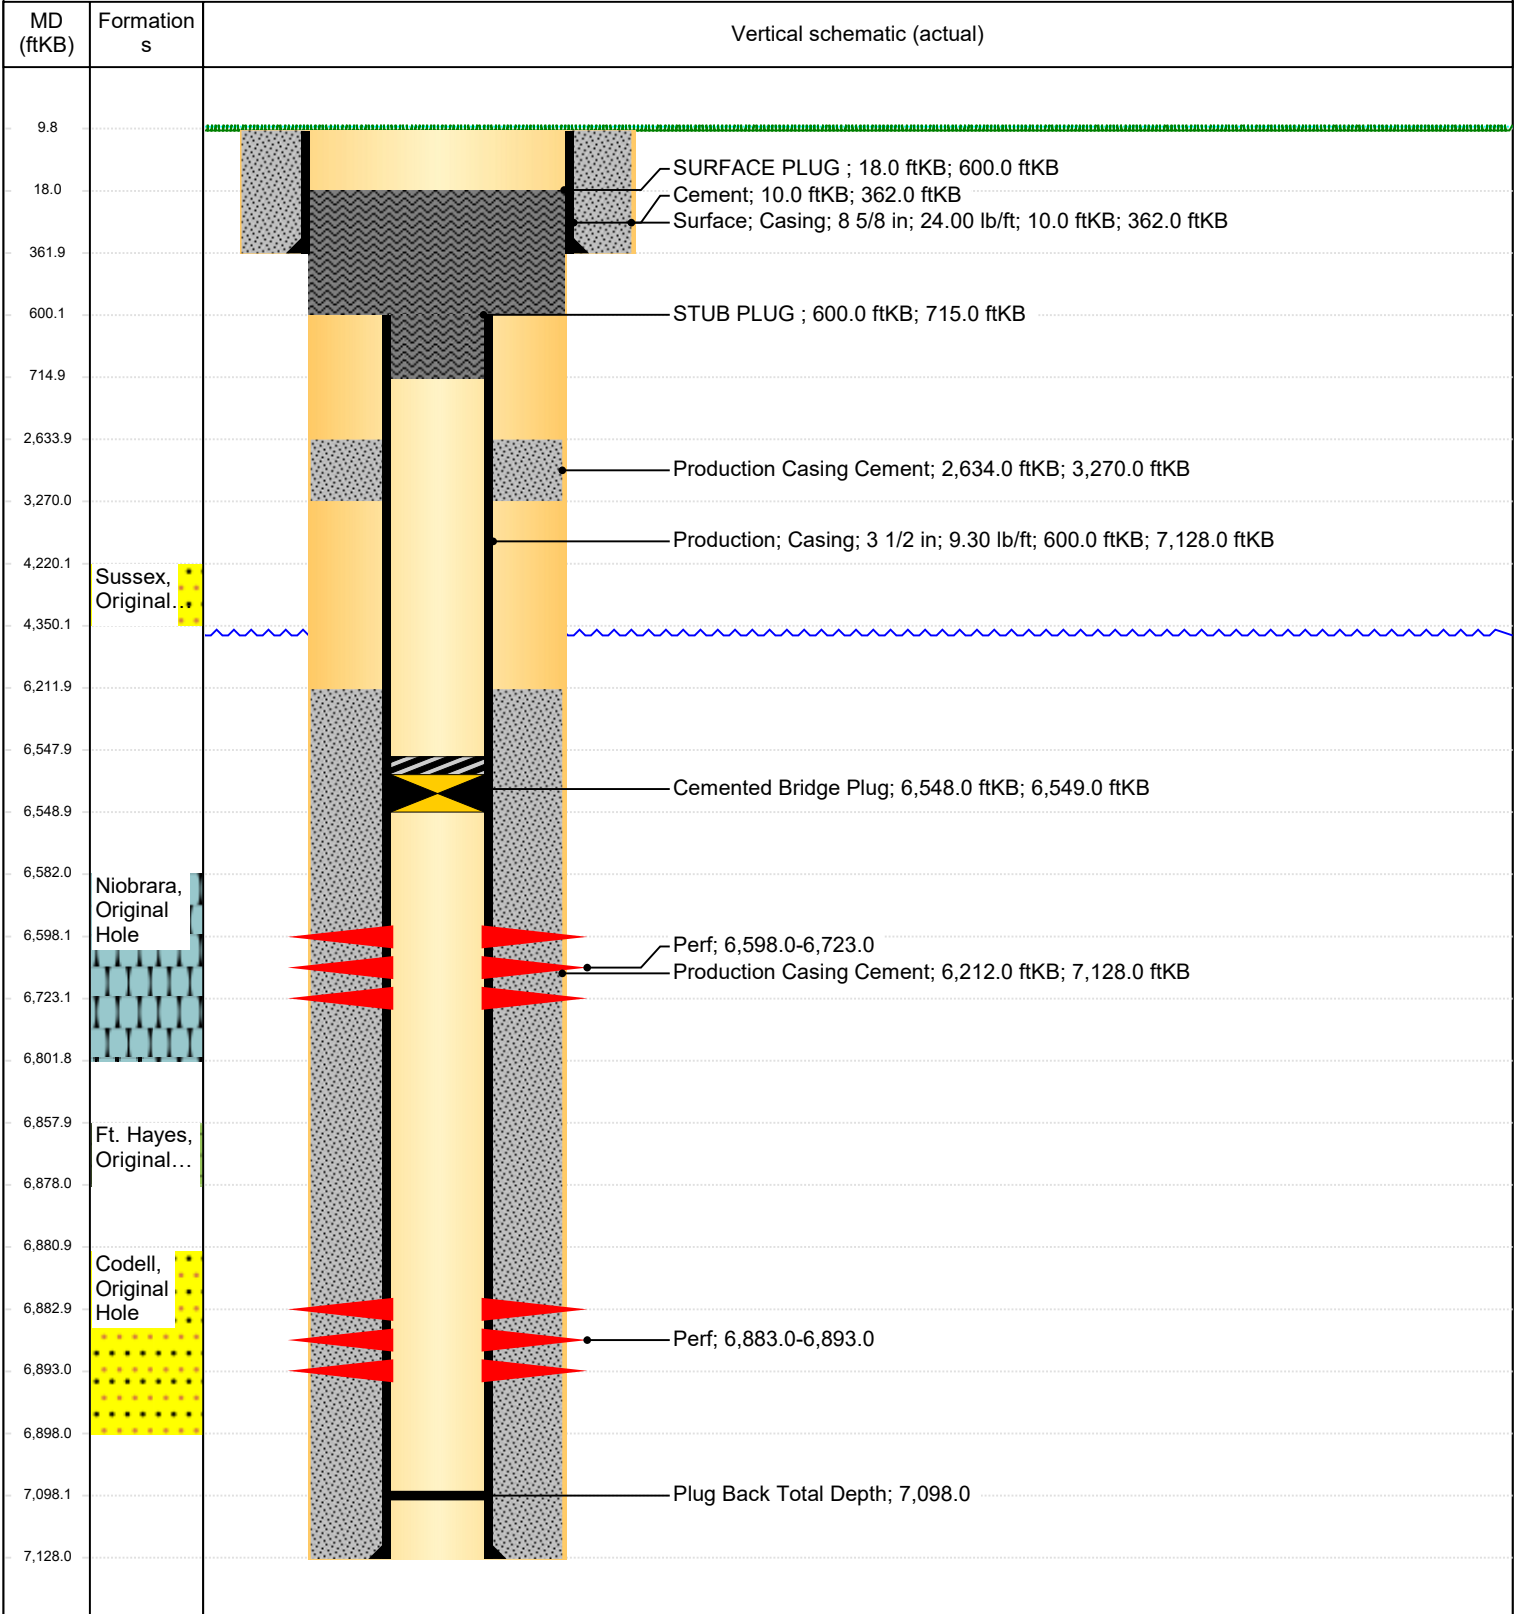 MD
(ftKB)
Formation
s
Vertical schematic (actual)
9.8
SURFACE PLUG ; 18.0 ftKB; 600.0 ftKB
18.0
Cement; 10.0 ftKB; 362.0 ftKB
Surface; Casing; 8 5/8 in; 24.00 lb/ft; 10.0 ftKB; 362.0 ftKB
361.9
600.1
STUB PLUG ; 600.0 ftKB; 715.0 ftKB
714.9
2,633.9
Production Casing Cement; 2,634.0 ftKB; 3,270.0 ftKB
3,270.0
Production; Casing; 3 1/2 in; 9.30 lb/ft; 600.0 ftKB; 7,128.0 ftKB
4,220.1
Sussex,
Original...
4,350.1
6,211.9
6,547.9
Cemented Bridge Plug; 6,548.0 ftKB; 6,549.0 ftKB
6,548.9
6,582.0
Niobrara,
Original
Hole
6,598.1
Perf; 6,598.0-6,723.0
Production Casing Cement; 6,212.0 ftKB; 7,128.0 ftKB
6,723.1
6,801.8
6,857.9
Ft. Hayes,
Original...
6,878.0
6,880.9
Codell,
Original
Hole
6,882.9
Perf; 6,883.0-6,893.0
6,893.0
6,898.0
7,098.1
Plug Back Total Depth; 7,098.0
7,128.0